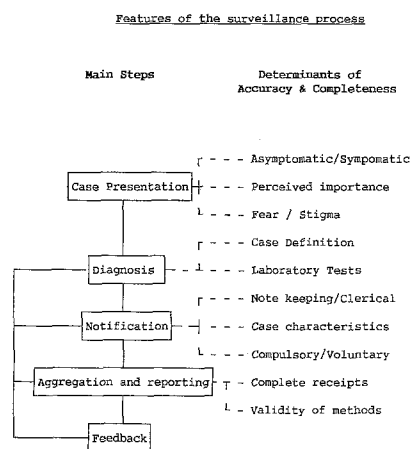 Features of the surveillance process
Main Steps
Determinants of
Accuracy & Completeness
Asymptomatic/Sympomatic
Case Presentation
Perceived importance
Fear / Stigma
Case Definition
Diagnosis
Laboratory Tests
Note keeping/Clerical
Notification
Case characteristics
Compulsory/Voluntary
Aggregation and reporting
Complete receipts
Validity of methods
Feedback